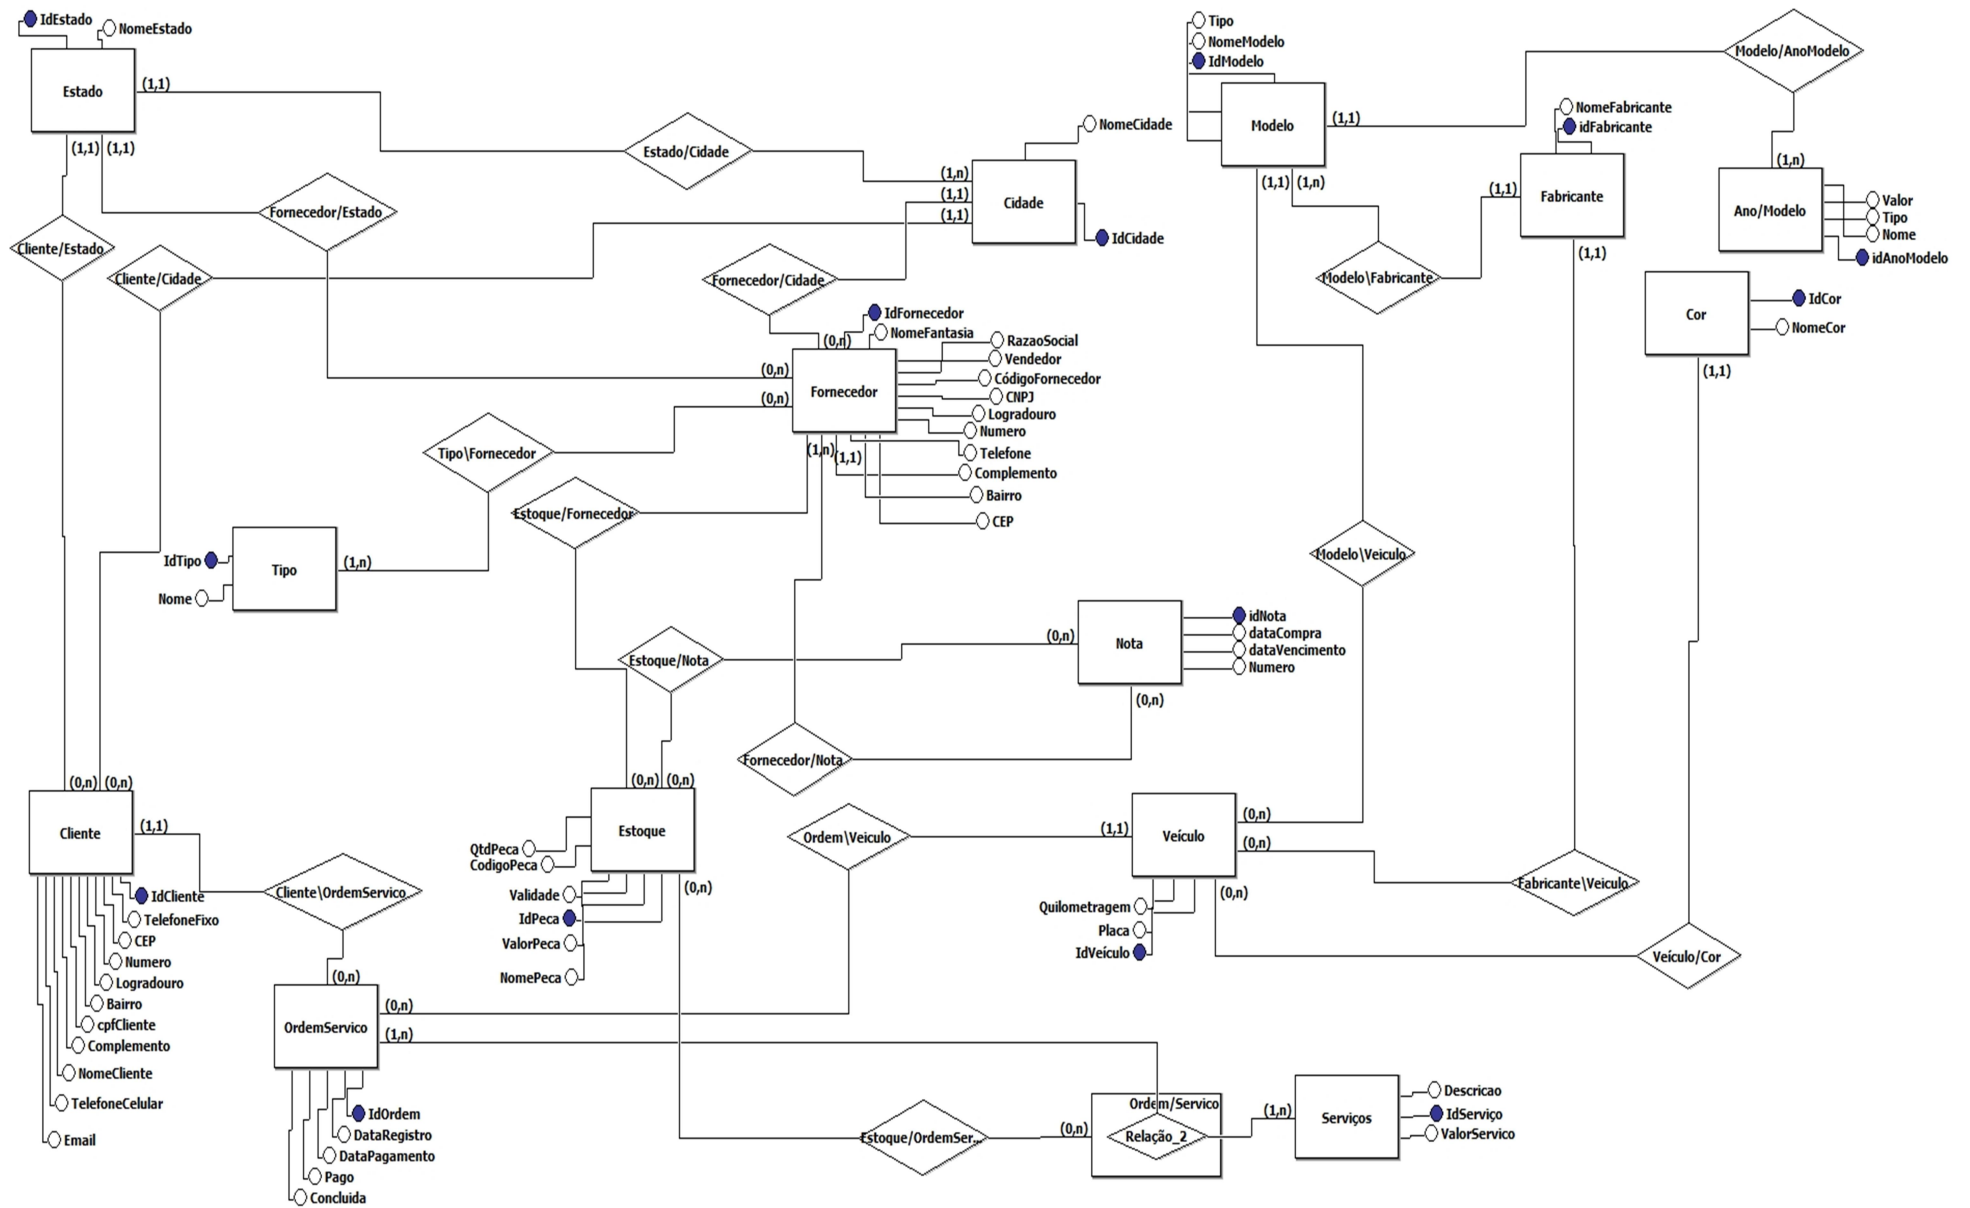 IdEstado
NomeEstado
Estado
(1,1)
(1,1)
(1,1)
Estado/Cidade
Fornecedor/Estado
Cliente/Estado
Cliente/Cidade
NomeCidade
(1,n)
(1,1)
(1,1)
Cidade
IdCidade
Fornecedor/Cidade
Tipo
NomeModelo
IdModelo
Modelo
(1,1)
(1,1)
(1,n)
Modelo/AnoModelo
NomeFabricante
idFabricante
(1,1)
Fabricante
(1,1)
Modelo\Fabricante
(1,n)
Ano/Modelo
Valor
Tipo
Nome
idAnoModelo
Cor
IdCor
NomeCor
(1,1)
IdFornecedor
NomeFantasia
(0,n)
RazaoSocial
Vendedor
CódigoFornecedor
CNPJ
Logradouro
Numero
Telefone
Complemento
Bairro
CEP
(0,n)
(0,n)
Fornecedor
(1,n)
(1,1)
Tipo\Fornecedor
Estoque/Fornecedor
IdTipo
Nome
Tipo
(1,n)
Modelo\Veiculo
Estoque/Nota
(0,n)
Nota
idNota
dataCompra
dataVencimento
Numero
(0,n)
Fornecedor/Nota
(0,n)
(0,n)
Cliente
(1,1)
Cliente\OrdemServico
IdCliente
TelefoneFixo
CEP
Numero
Logradouro
Bairro
cpfCliente
Complemento
NomeCliente
TelefoneCelular
Email
(0,n)
(0,n)
Estoque
QtdPeca
CodigoPeca
Validade
IdPeca
ValorPeca
NomePeca
(0,n)
Ordem\Veiculo
(1,1)
Veículo
(0,n)
(0,n)
(0,n)
Quilometragem
Placa
IdVeículo
Fabricante\Veiculo
Veículo/Cor
(0,n)
OrdemServico
(0,n)
(1,n)
IdOrdem
DataRegistro
DataPagamento
Pago
Concluida
Estoque/OrdemSer...
(0,n)
Ordem/Servico
Relação_2
(1,n)
Serviços
Descricao
IdServiço
ValorServico